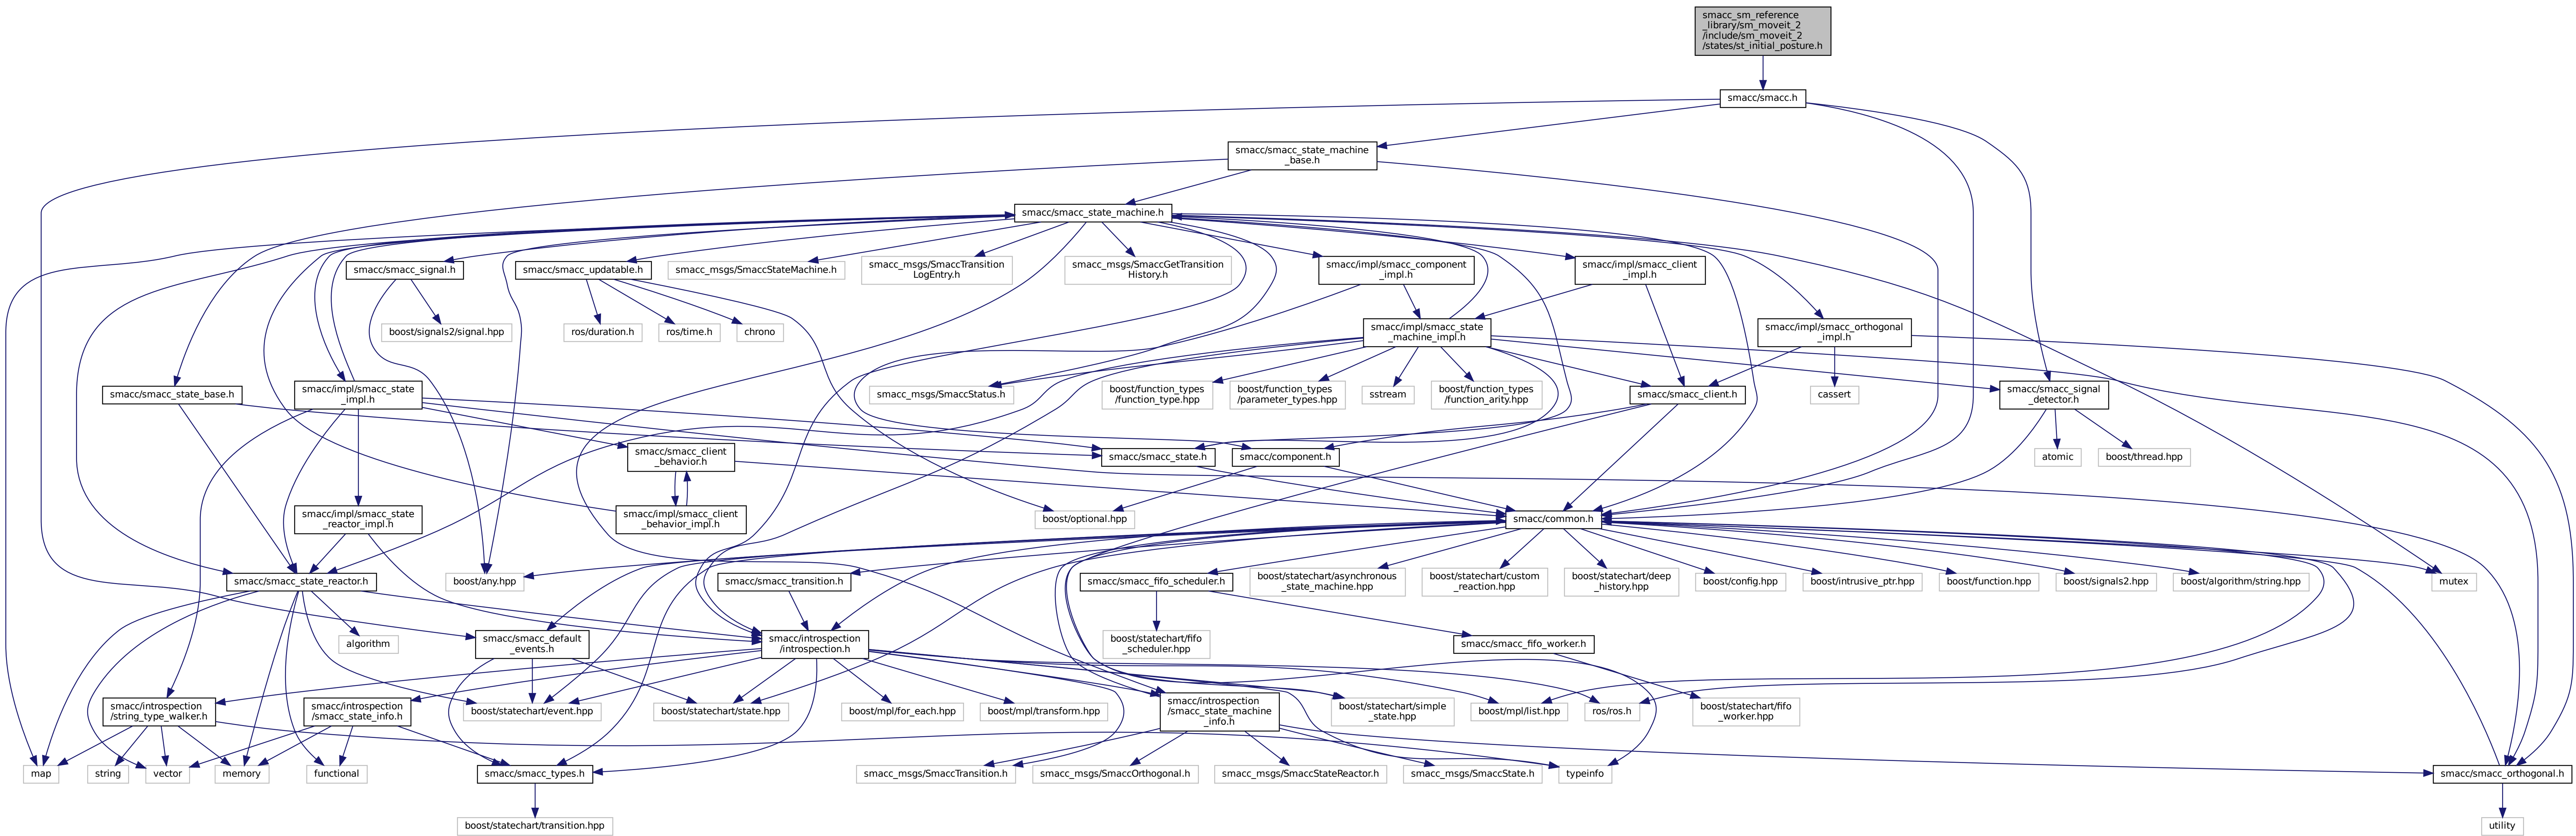 smacc_sm_reference
_library/sm_moveit_2
/include/sm_moveit_2
/states/st_initial_posture.h
smacc/smacc.h
smacc/smacc_state_machine
_base.h
smacc/smacc_state_machine.h
smacc/smacc_signal.h
smacc/smacc_updatable.h
smacc_msgs/SmaccStateMachine.h
smacc_msgs/SmaccTransition
LogEntry.h
smacc_msgs/SmaccGetTransition
History.h
smacc/impl/smacc_component
_impl.h
smacc/impl/smacc_client
_impl.h
boost/signals2/signal.hpp
ros/duration.h
ros/time.h
chrono
smacc/impl/smacc_state
_machine_impl.h
smacc/impl/smacc_orthogonal
_impl.h
smacc/smacc_state_base.h
smacc/impl/smacc_state
_impl.h
smacc_msgs/SmaccStatus.h
boost/function_types
/function_type.hpp
boost/function_types
/parameter_types.hpp
sstream
boost/function_types
/function_arity.hpp
smacc/smacc_client.h
cassert
smacc/smacc_signal
_detector.h
smacc/smacc_client
_behavior.h
smacc/smacc_state.h
smacc/component.h
atomic
boost/thread.hpp
smacc/impl/smacc_state
_reactor_impl.h
smacc/impl/smacc_client
_behavior_impl.h
boost/optional.hpp
smacc/common.h
smacc/smacc_state_reactor.h
boost/any.hpp
smacc/smacc_transition.h
smacc/smacc_fifo_scheduler.h
boost/statechart/asynchronous
_state_machine.hpp
boost/statechart/custom
_reaction.hpp
boost/statechart/deep
_history.hpp
boost/config.hpp
boost/intrusive_ptr.hpp
boost/function.hpp
boost/signals2.hpp
boost/algorithm/string.hpp
mutex
algorithm
smacc/smacc_default
_events.h
smacc/introspection
/introspection.h
boost/statechart/fifo
_scheduler.hpp
smacc/smacc_fifo_worker.h
smacc/introspection
/string_type_walker.h
smacc/introspection
/smacc_state_info.h
boost/statechart/event.hpp
boost/statechart/state.hpp
boost/mpl/for_each.hpp
boost/mpl/transform.hpp
smacc/introspection
/smacc_state_machine
_info.h
boost/statechart/simple
_state.hpp
boost/mpl/list.hpp
ros/ros.h
boost/statechart/fifo
_worker.hpp
map
string
vector
memory
functional
smacc/smacc_types.h
smacc_msgs/SmaccTransition.h
smacc_msgs/SmaccOrthogonal.h
smacc_msgs/SmaccStateReactor.h
smacc_msgs/SmaccState.h
typeinfo
smacc/smacc_orthogonal.h
boost/statechart/transition.hpp
utility